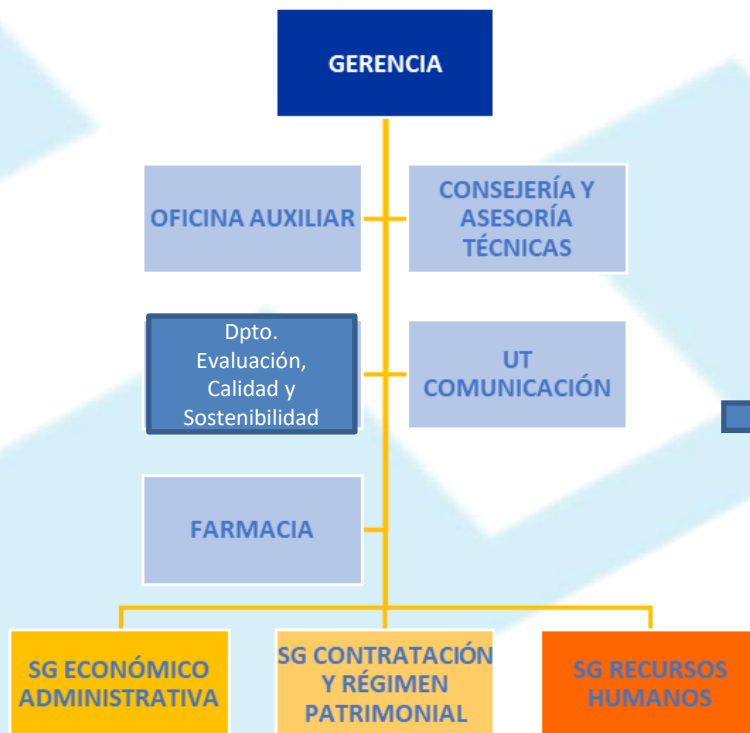 GERENCIA
OFICINA AUXILIAR
CONSEJERÍA Y
ASESORÍA
TÉCNICAS
Dpto.
Evaluación,
Calidad y
Sostenibilidad
UT
COMUNICACIÓN
FARMACIA
SG ECONÓMICO
ADMINISTRATIVA
SG CONTRATACIÓN
Y RÉGIMEN
PATRIMONIAL
SG RECURSOS
HUMANOS